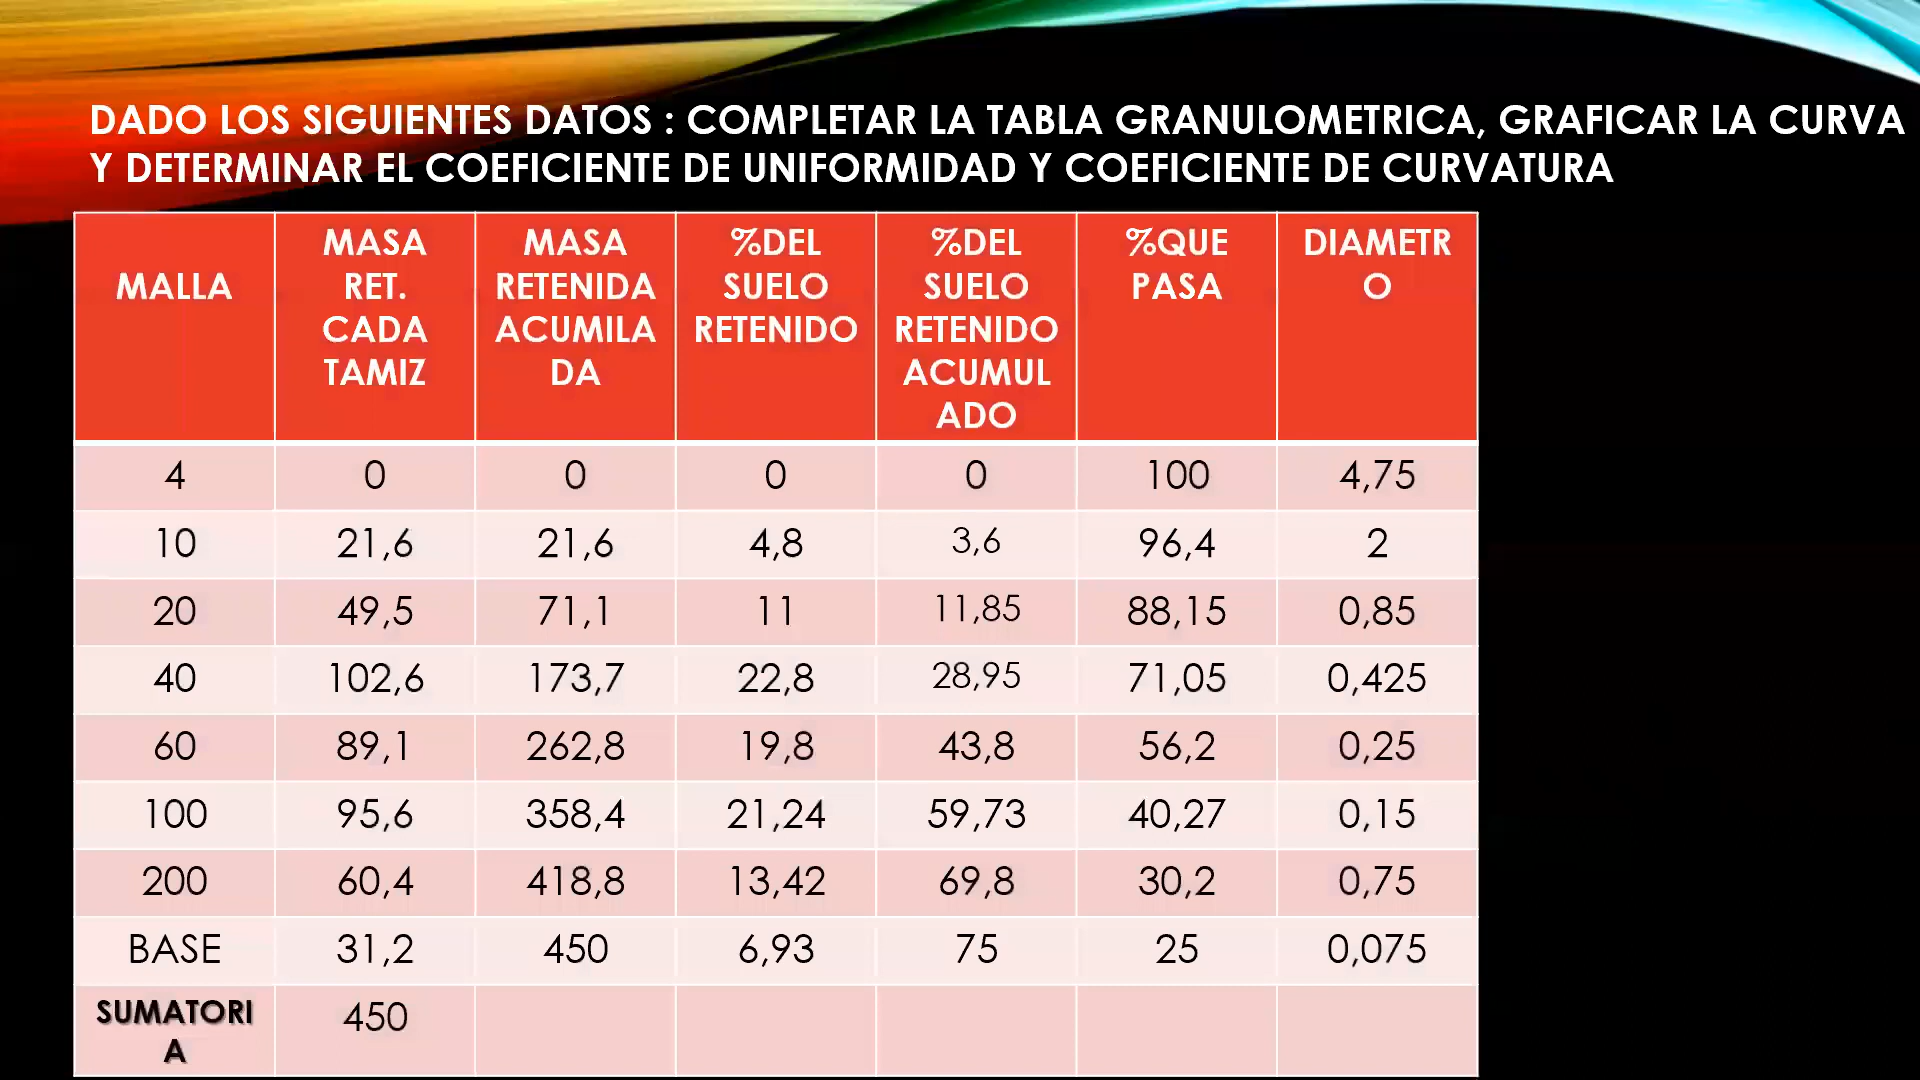 DADO LOS SIGUIENTES DATOS : COMPLETAR LA TABLA GRANULOMETRICA, GRAFICAR LA CURVA
Y DETERMINAR EL COEFICIENTE DE UNIFORMIDAD Y COEFICIENTE DE CURVATURA
MALLA
MASA
RET.
CADA
TAMIZ
MASA
RETENIDA
ACUMILA
DA
%DEL
SUELO
RETENIDO
%DEL
SUELO
RETENIDO
ACUMUL
ADO
%QUE
PASA
DIAMETR
O
4 0 0 0 0 100 4,75
10 21,6 21,6 4,8 3,6 96,4 2
20 49,5 71,1 11 11,85 88,15 0,85
40 102,6 173,7 22,8 28,95 71,05 0,425
60 89,1 262,8 19,8 43,8 56,2 0,25
100 95,6 358,4 21,24 59,73 40,27 0,15
200 60,4 418,8 13,42 69,8 30,2 0,75
BASE 31,2 450 6,93 75 25 0,075
SUMATORI
A
450